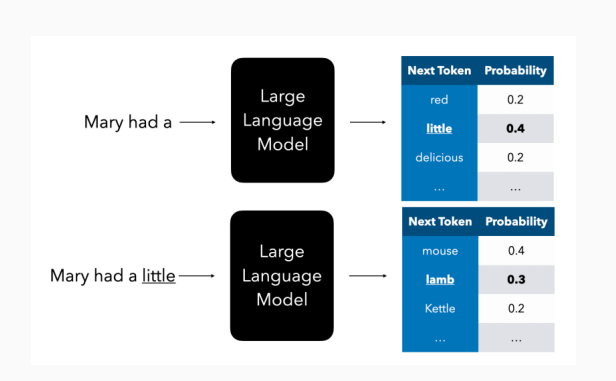 Mary had a
Large
Language
Model
Next Token Probability
red 0.2
little 0.4
delicious 0.2
... ...
Mary had a little
Large
Language
Model
Next Token Probability
mouse 0.4
lamb 0.3
Kettle 0.2
... ...